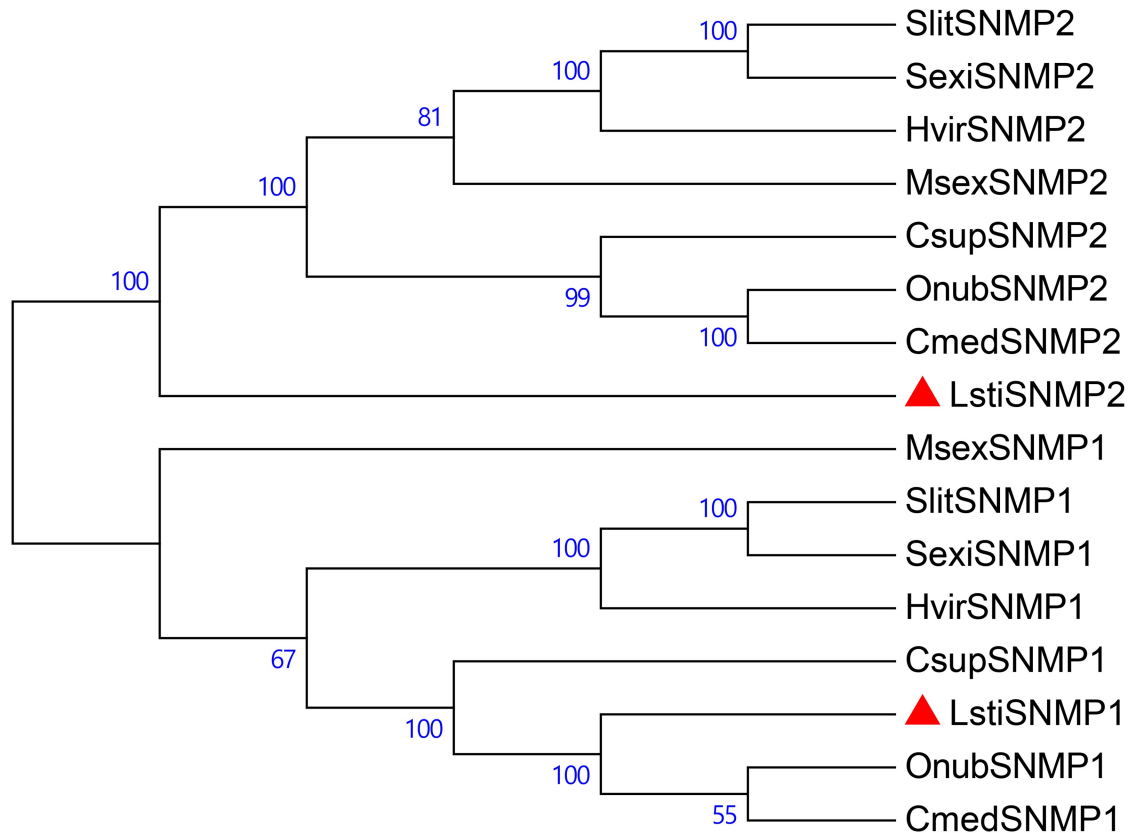 SlitSNMP2
100
100
SexiSNMP2
81
HvirSNMP2
100
MsexSNMP2
CsupSNMP2
100
OnubSNMP2
99
100
CmedSNMP2
LstiSNMP2
MsexSNMP1
SlitSNMP1
100
100
SexiSNMP1
HvirSNMP1
67
CsupSNMP1
LstiSNMP1
100
OnubSNMP1
100
55
CmedSNMP1